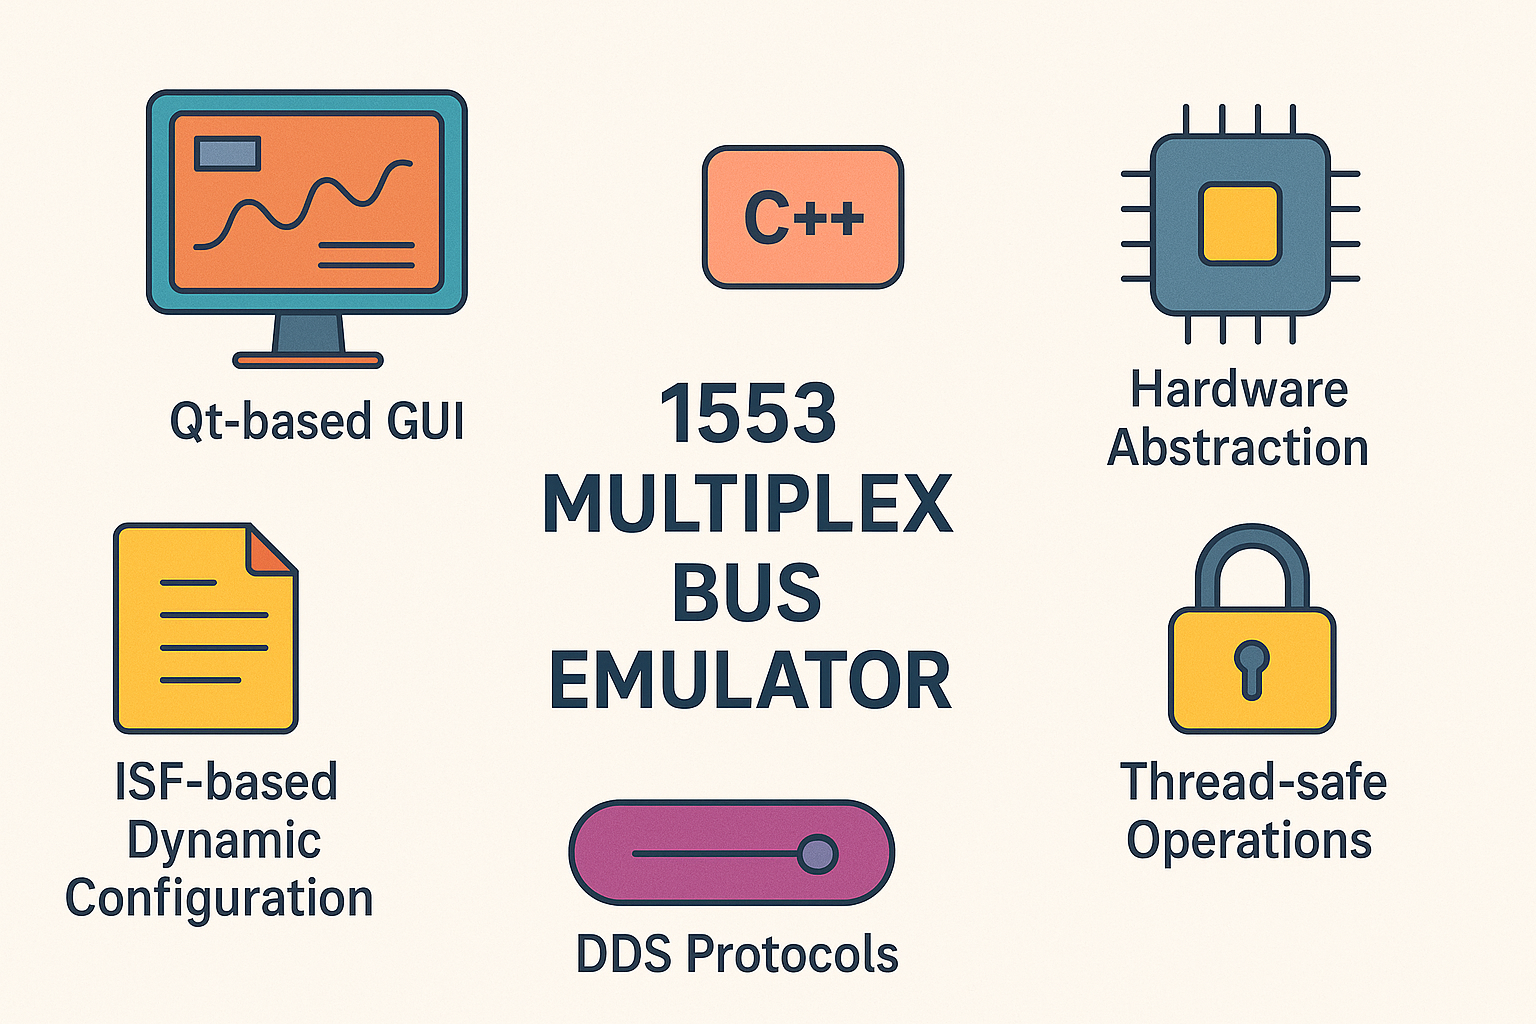 Qt-based GUI
C++
Hardware
Abstraction
1553
MULTIPLEX
BUS
EMULATOR
ISF-based
Dynamic
Configuration
DDS Protocols
Thread-safe
Operations